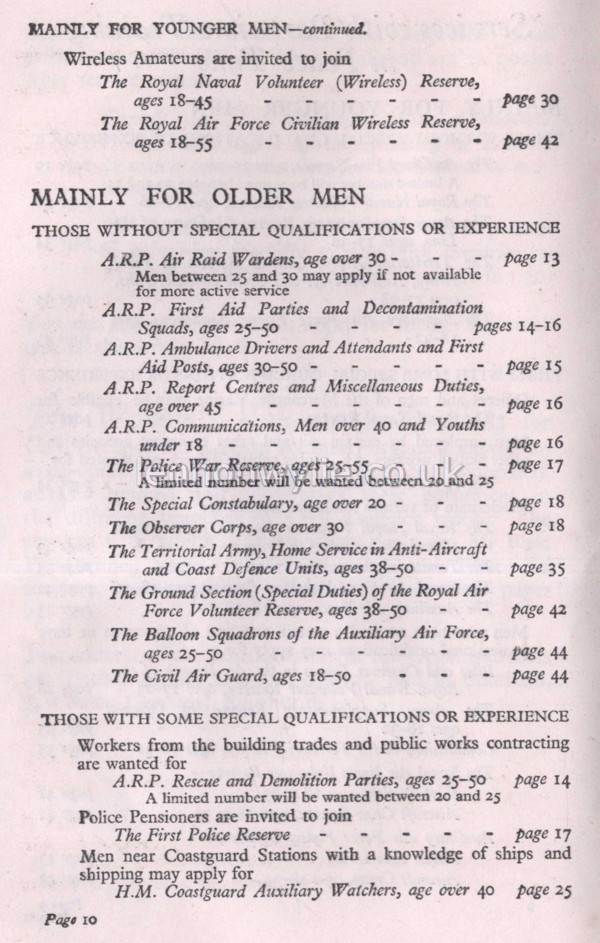 MAINLY FOR YOUNGER MEN—continued.
Wireless Amateurs are invited to join
The Royal Naval Volunteer (Wireless) Reserve,
ages 18–45 - - - - - - page 30
The Royal Air Force Civilian Wireless Reserve,
ages 18–55 - - - - - - page 42
MAINLY FOR OLDER MEN
THOSE WITHOUT SPECIAL QUALIFICATIONS OR EXPERIENCE
A.R.P. Air Raid Wardens, age over 30 - - - page 13
Men between 25 and 30 may apply if not available
for more active service
A.R.P. First Aid Parties and Decontamination
Squads, ages 25–50 - - - - pages 14–16
A.R.P. Ambulance Drivers and Attendants and First
Aid Posts, ages 30–50 - - - - - page 15
A.R.P. Report Centres and Miscellaneous Duties,
age over 45 - - - - - - page 16
A.R.P. Communications, Men over 40 and Youths
under 18 - - - - - - - page 16
The Police War Reserve, ages 25–55 - - - page 17
A limited number will be wanted between 20 and 25
The Special Constabulary, age over 20 - - - page 18
The Observer Corps, age over 30 - - - page 18
The Territorial Army, Home Service in Anti-Aircraft
and Coast Defence Units, ages 38–50 - - page 35
The Ground Section (Special Duties) of the Royal Air
Force Volunteer Reserve, ages 38–50 - - page 42
The Balloon Squadrons of the Auxiliary Air Force,
ages 25–50 - - - - - - page 44
The Civil Air Guard, ages 18–50 - - - page 44
THOSE WITH SOME SPECIAL QUALIFICATIONS OR EXPERIENCE
Workers from the building trades and public works contracting
are wanted for
A.R.P. Rescue and Demolition Parties, ages 25–50 page 14
A limited number will be wanted between 20 and 25
Police Pensioners are invited to join
The First Police Reserve - - - - - page 17
Men near Coastguard Stations with a knowledge of ships and
shipping may apply for
H.M. Coastguard Auxiliary Watchers, age over 40 page 25
Page 10